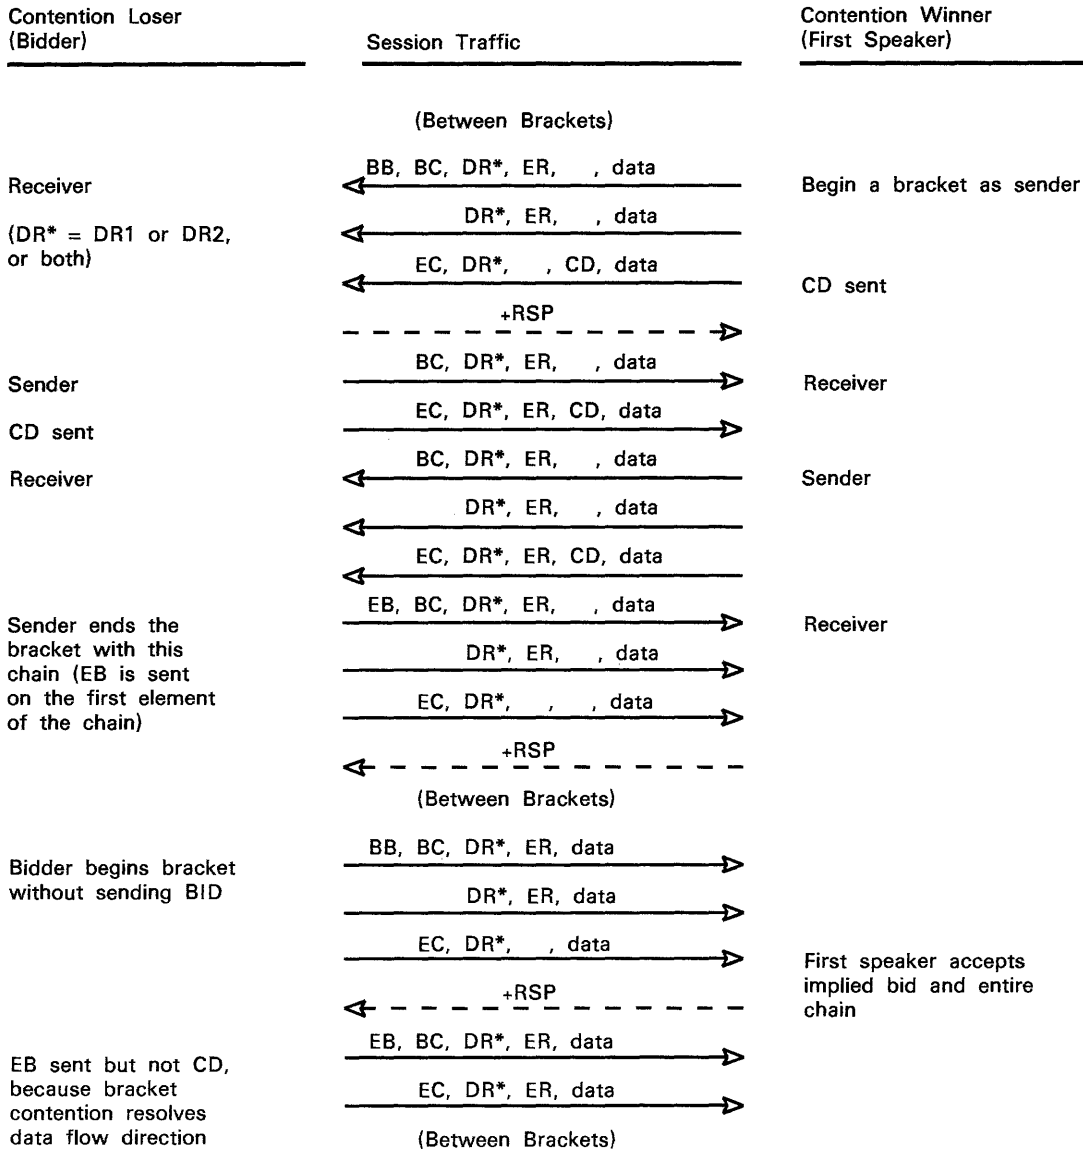 Contention Loser
(Bidder)
Session Traffic
Contention Winner
(First Speaker)
(Between Brackets)
BB, BC, DR*, ER, , data
Receiver
Begin a bracket as sender
DR*, ER, , data
(DR* = DR1 or DR2,
or both)
EC, DR*, , CD, data
CD sent
+RSP
BC, DR*, ER, , data
Sender
Receiver
EC, DR*, ER, CD, data
CD sent
BC, DR*, ER, , data
Receiver
Sender
DR*, ER, , data
EC, DR*, ER, CD, data
EB, BC, DR*, ER, , data
Sender ends the
bracket with this
chain (EB is sent
on the first element
of the chain)
Receiver
DR*, ER, , data
EC, DR*, , , data
+RSP
(Between Brackets)
BB, BC, DR*, ER, data
Bidder begins bracket
without sending BID
DR*, ER, data
EC, DR*, , data
First speaker accepts
implied bid and entire
chain
+RSP
EB, BC, DR*, ER, data
EB sent but not CD,
because bracket
contention resolves
data flow direction
EC, DR*, ER, data
(Between Brackets)